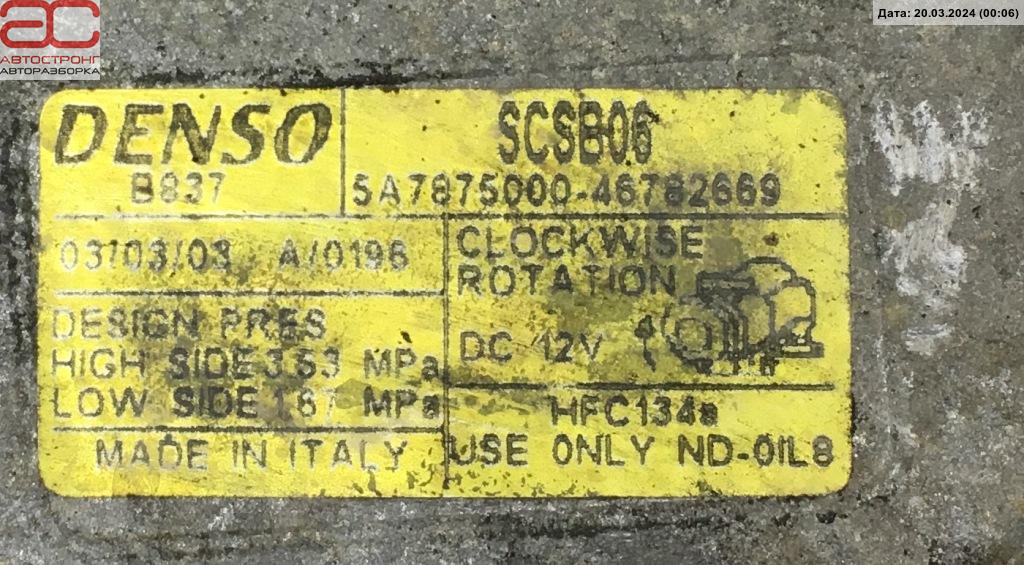 ac
АВТОСТРОНГ
АВТОРАЗБОРКА
Дата: 20.03.2024 (00:06)
DENSO
B837
SCSB06
5A7875000-46782669
03/03/03 A/0196
CLOCKWISE
ROTATION
DC 12V
DESIGN PRES
HIGH SIDE 3.53 MPa
LOW SIDE 1.67 MPa
MADE IN ITALY
HFC134a
USE ONLY ND-OIL8